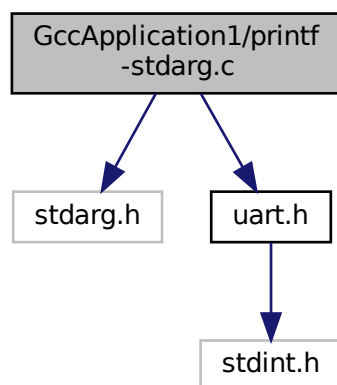 GccApplication1/printf
-stdarg.c
stdarg.h
uart.h
stdint.h